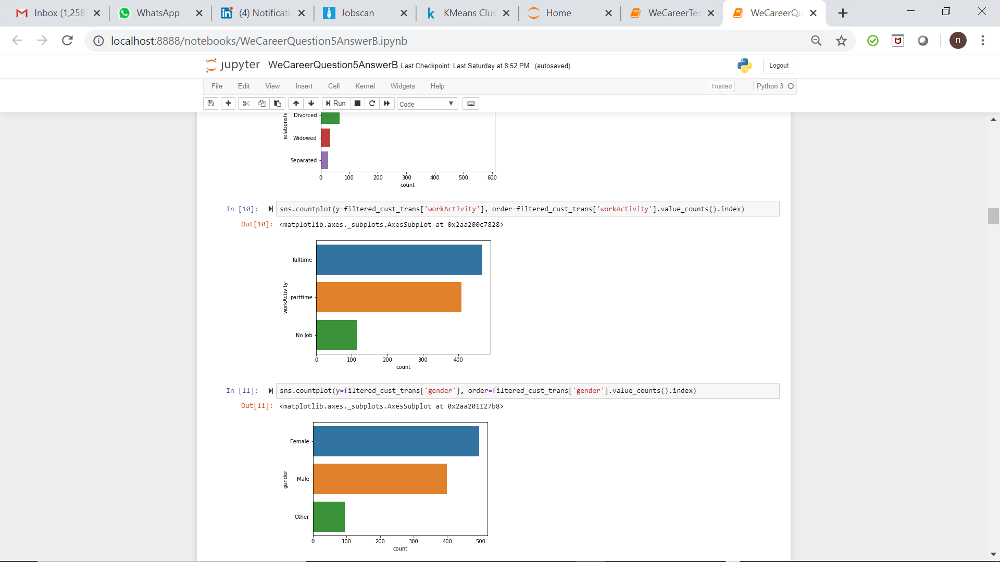 Inbox (1,258 WhatsApp (4) Notificati Jobscan KMeans Clus Home WeCareerTes WeCareerQu
localhost:8888/notebooks/WeCareerQuestion5AnswerB.ipynb n
jupyter WeCareerQuestion5AnswerB Last Checkpoint: Last Saturday at 8:52 PM (autosaved) Logout
File Edit View Insert Cell Kernel Widgets Help Trusted Python 3
Run Code
relationshi
Divorced
Widowed
Separated
0 100 200 300 400 500 600
count
In [10]: sns.countplot(y=filtered_cust_trans['workActivity'], order=filtered_cust_trans['workActivity'].value_counts().index)
Out[10]: <matplotlib.axes._subplots.AxesSubplot at 0x2aa200c7828>
workActivity
fulltime
parttime
No Job
0 100 200 300 400
count
In [11]: sns.countplot(y=filtered_cust_trans['gender'], order=filtered_cust_trans['gender'].value_counts().index)
Out[11]: <matplotlib.axes._subplots.AxesSubplot at 0x2aa201127b8>
gender
Female
Male
Other
0 100 200 300 400 500
count